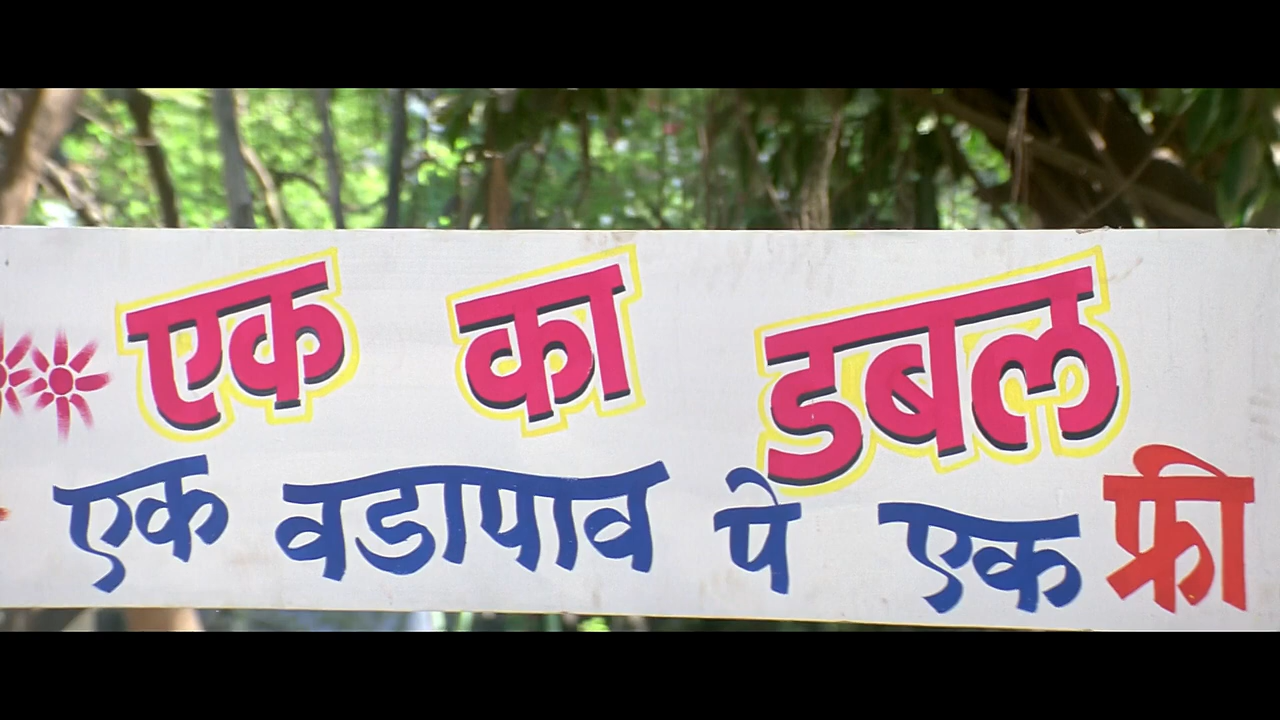 एक का डबल
एक वडापाव पे एक फ्री